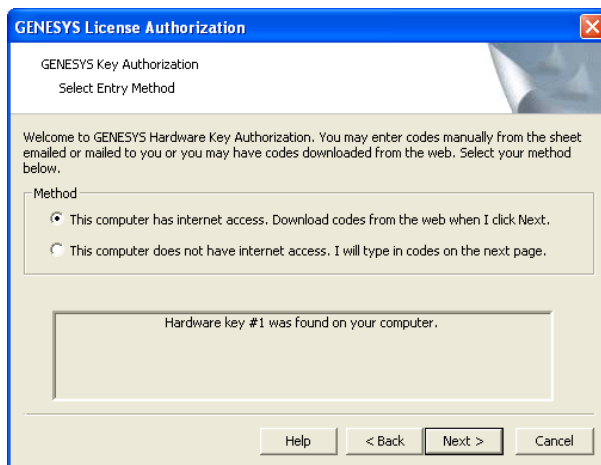 GENESYS License Authorization
GENESYS Key Authorization
Select Entry Method
Welcome to GENESYS Hardware Key Authorization. You may enter codes manually from the sheet
emailed or mailed to you or you may have codes downloaded from the web. Select your method
below.
Method
This computer has internet access. Download codes from the web when I click Next.
This computer does not have internet access. I will type in codes on the next page.
Hardware key #1 was found on your computer.
Help < Back Next > Cancel